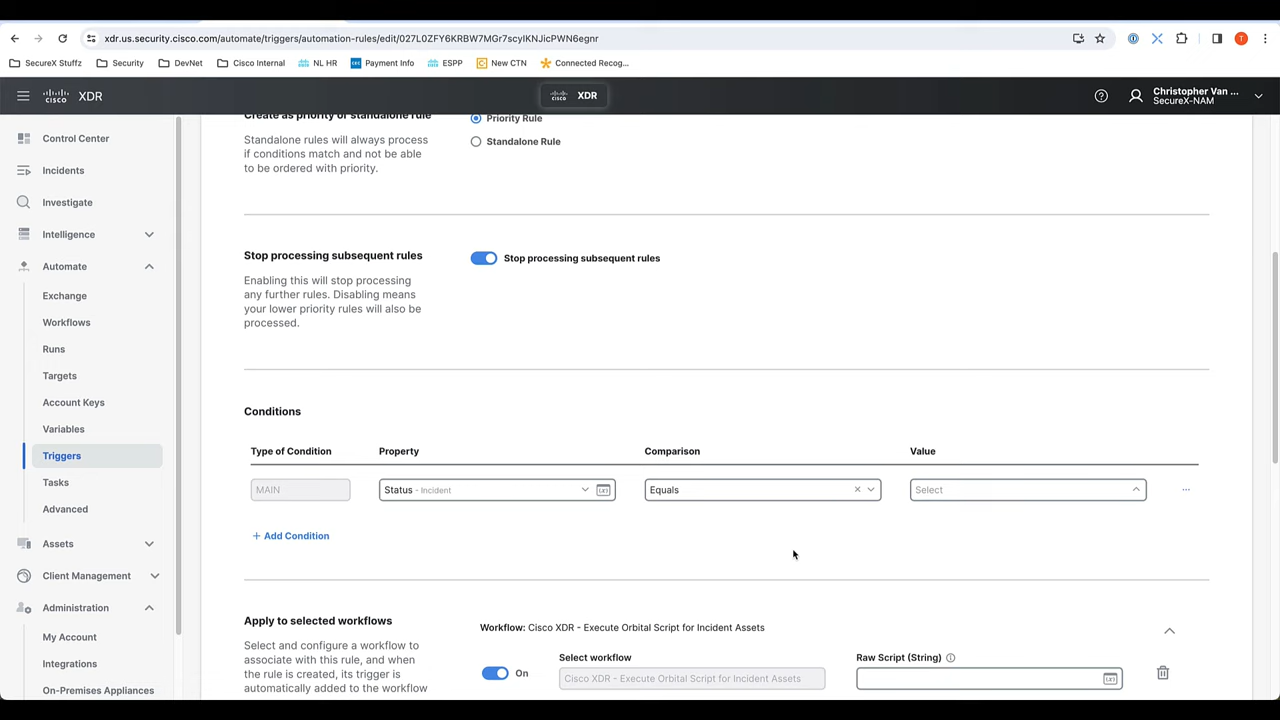 xdr.us.security.cisco.com/automate/triggers/automation-rules/edit/027L0ZFY6KRBW7MGr7scylKNJicPWN6egnr
SecureX Stuffz
Security
DevNet
Cisco Internal
NL HR
Payment Info
ESPP
New CTN
Connected Recog...
T
CISCO
XDR
CISCO
XDR
Christopher Van ...
SecureX-NAM
Control Center
Incidents
Investigate
Intelligence
Automate
Exchange
Workflows
Runs
Targets
Account Keys
Variables
Triggers
Tasks
Advanced
Assets
Client Management
Administration
My Account
Integrations
On-Premises Appliances
Create as priority or standalone rule
Standalone rules will always process
if conditions match and not be able
to be ordered with priority.
Priority Rule
Standalone Rule
Stop processing subsequent rules
Enabling this will stop processing
any further rules. Disabling means
your lower priority rules will also be
processed.
Stop processing subsequent rules
Conditions
Type of Condition
Property
Comparison
Value
MAIN
Status - Incident
Equals
Select
+ Add Condition
Apply to selected workflows
Select and configure a workflow to
associate with this rule, and when
the rule is created, its trigger is
automatically added to the workflow
Workflow: Cisco XDR - Execute Orbital Script for Incident Assets
On
Select workflow
Cisco XDR - Execute Orbital Script for Incident Assets
Raw Script (String)